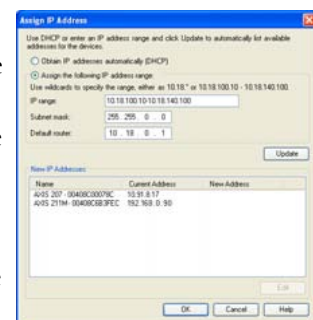 Assign IP Address
Use DHCP or enter an IP address range and click Update to automatically list available
addresses for the devices.
Obtain IP addresses automatically (DHCP)
Assign the following IP address range:
Use wildcards to specify the range, either as 10.18.* or 10.18.100.10 - 10.18.140.100
IP range:
10.18.100.10-10.18.140.100
Subnet mask:
255 . 255 . 0 . 0
Default router:
10 . 18 . 0 . 1
Update
New IP Addresses:
Name Current Address New Address
AXIS 207 - 00408C00079C 10.91.8.17
AXIS 211M - 00408C6B3FEC 192.168.0.90
Edit
OK Cancel Help